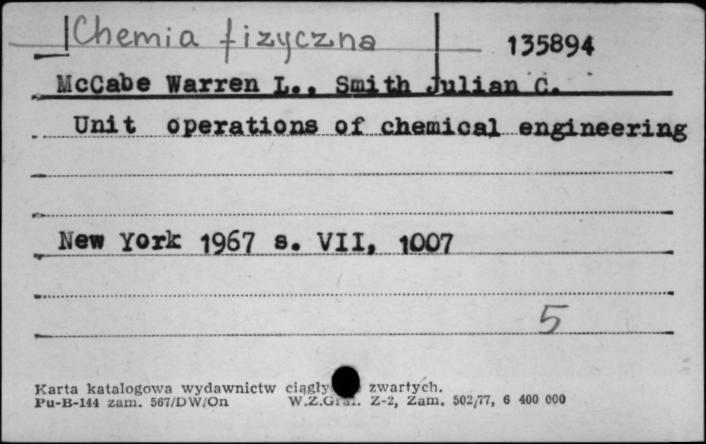 Chemia fizyczna 135894
McCabe Warren L., Smith Julian C.
Unit operations of chemical engineering
New York 1967 s. VII, 1007
5
Karta katalogowa wydawnictw ciągły zwartych.
Pu-B-144 zam. 567/DW/On W.Z.Graf. Z-2, Zam. 502/77, 6 400 000